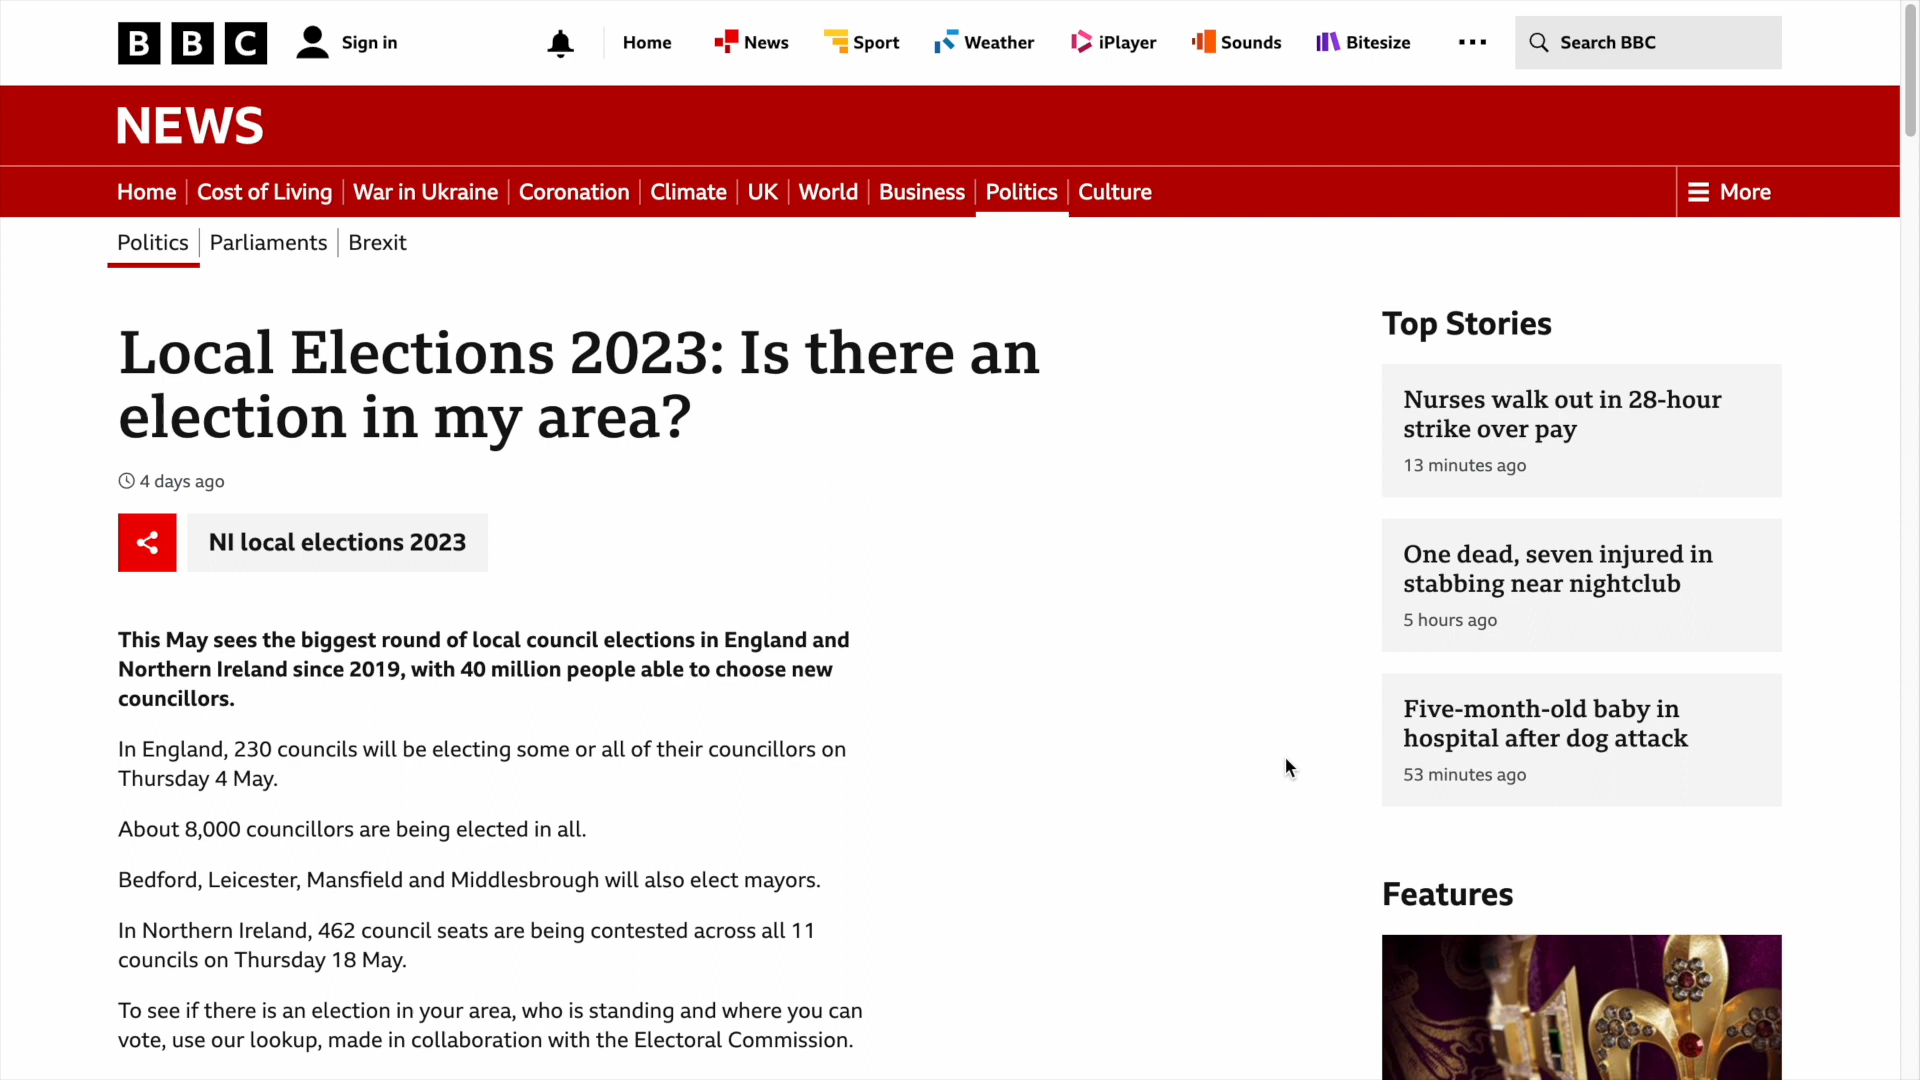 BBC
Sign in
Home
News
Sport
Weather
iPlayer
Sounds
Bitesize
Search BBC
NEWS
Home
Cost of Living
War in Ukraine
Coronation
Climate
UK
World
Business
Politics
Culture
More
Politics
Parliaments
Brexit
Local Elections 2023: Is there an
election in my area?
4 days ago
NI local elections 2023
This May sees the biggest round of local council elections in England and
Northern Ireland since 2019, with 40 million people able to choose new
councillors.
In England, 230 councils will be electing some or all of their councillors on
Thursday 4 May.
About 8,000 councillors are being elected in all.
Bedford, Leicester, Mansfield and Middlesbrough will also elect mayors.
In Northern Ireland, 462 council seats are being contested across all 11
councils on Thursday 18 May.
To see if there is an election in your area, who is standing and where you can
vote, use our lookup, made in collaboration with the Electoral Commission.
Top Stories
Nurses walk out in 28-hour
strike over pay
13 minutes ago
One dead, seven injured in
stabbing near nightclub
5 hours ago
Five-month-old baby in
hospital after dog attack
53 minutes ago
Features